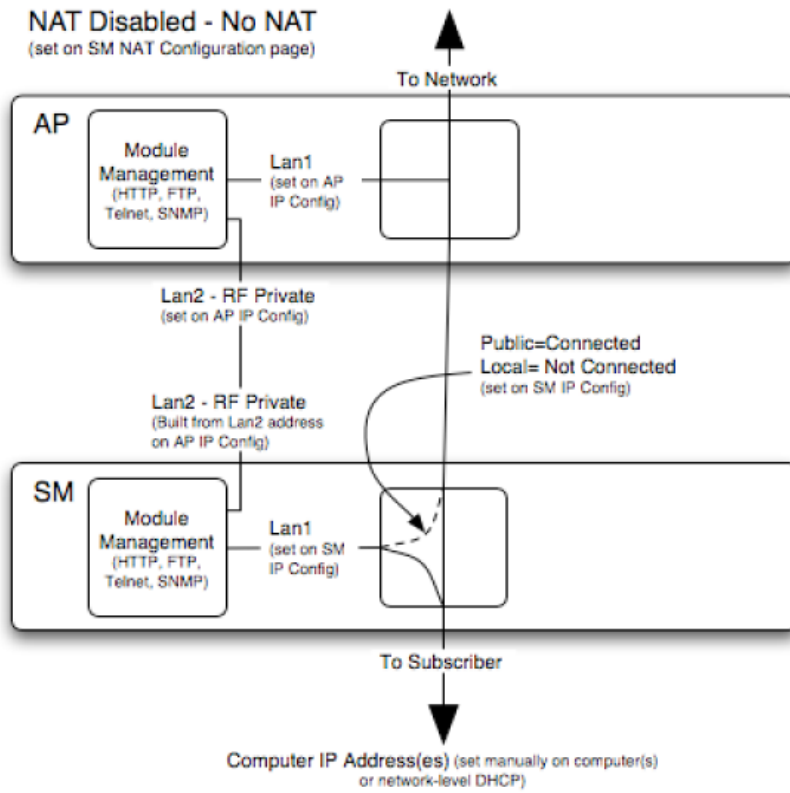 NAT Disabled - No NAT
(set on SM NAT Configuration page)
To Network
AP
Module
Management
(HTTP, FTP,
Telnet, SNMP)
Lan1
(set on AP
IP Config)
Lan2 - RF Private
(set on AP IP Config)
Public=Connected
Local= Not Connected
(set on SM IP Config)
Lan2 - RF Private
(Built from Lan2 address
on AP IP Config)
SM
Module
Management
(HTTP, FTP,
Telnet, SNMP)
Lan1
(set on SM
IP Config)
To Subscriber
Computer IP Address(es) (set manually on computer(s)
or network-level DHCP)